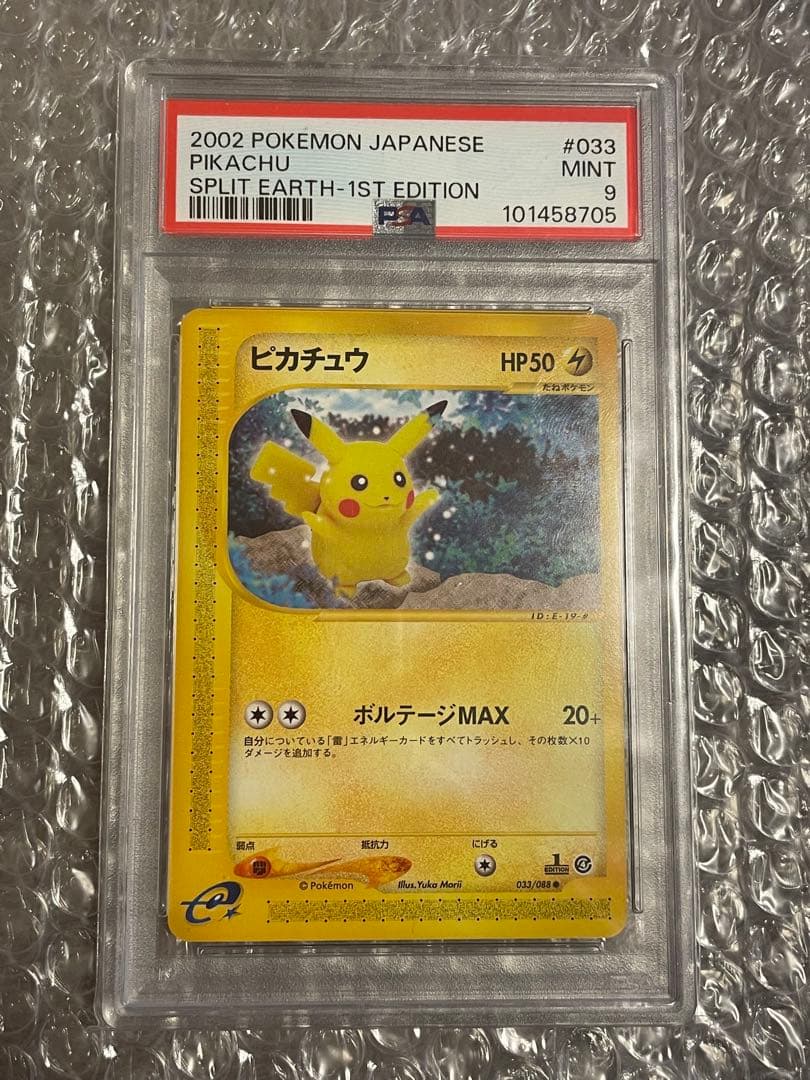 2002 POKEMON JAPANESE #033
PIKACHU MINT
SPLIT EARTH-1ST EDITION 9
PSA 101458705
ピカチュウ HP50
たねポケモン
ID:E-19-#
ボルテージMAX 20+
自分についている「雷」エネルギーカードをすべてトラッシュし、その枚数×10
ダメージを追加する。
弱点 抵抗力 にげる
1
EDITION
©Pokémon Illus.Yuka Morii 033/088
e